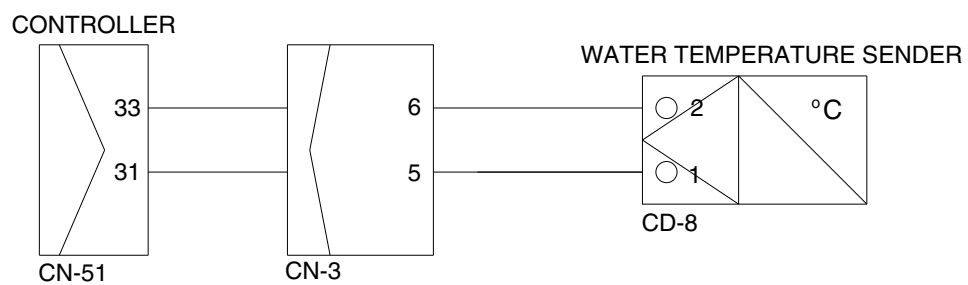 CONTROLLER
WATER TEMPERATURE SENDER
33
6
2
°C
31
5
1
CD-8
CN-51
CN-3